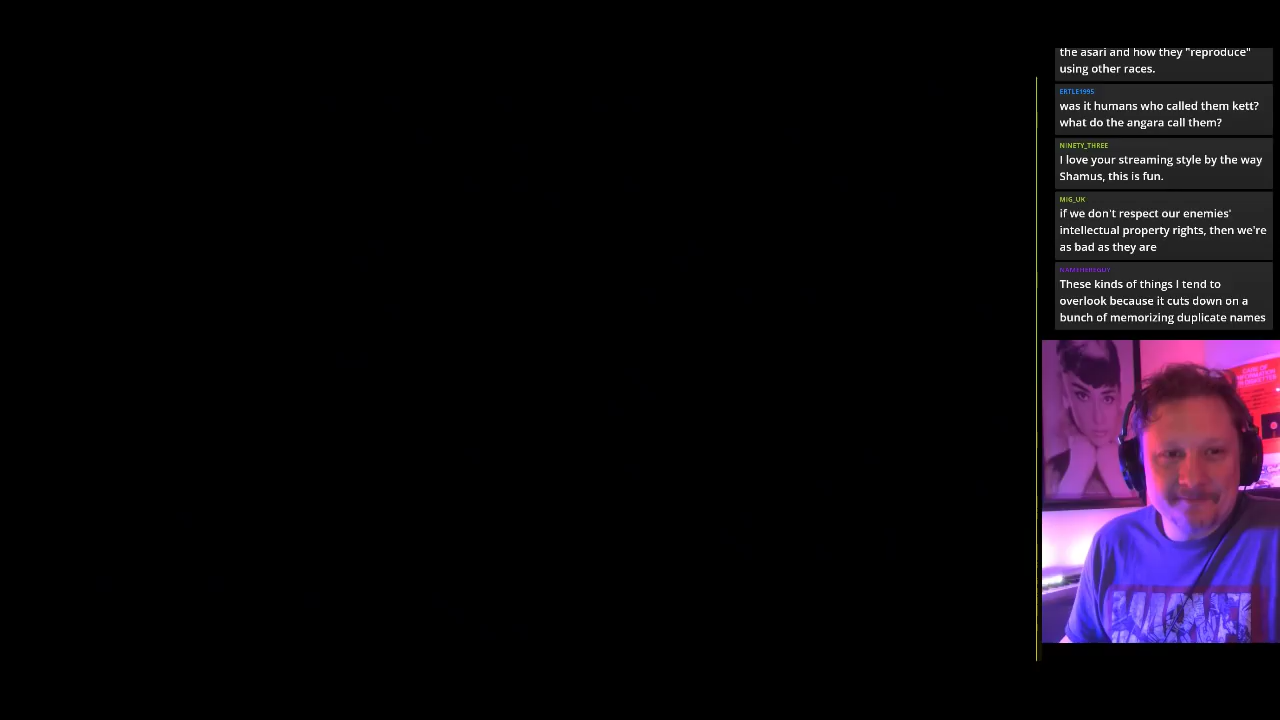 the asari and how they "reproduce"
using other races.
ERTLE1995
was it humans who called them kett?
what do the angara call them?
NINETY_THREE
I love your streaming style by the way
Shamus, this is fun.
MIG_UK
if we don't respect our enemies'
intellectual property rights, then we're
as bad as they are
NAMEHEREGUY
These kinds of things I tend to
overlook because it cuts down on a
bunch of memorizing duplicate names